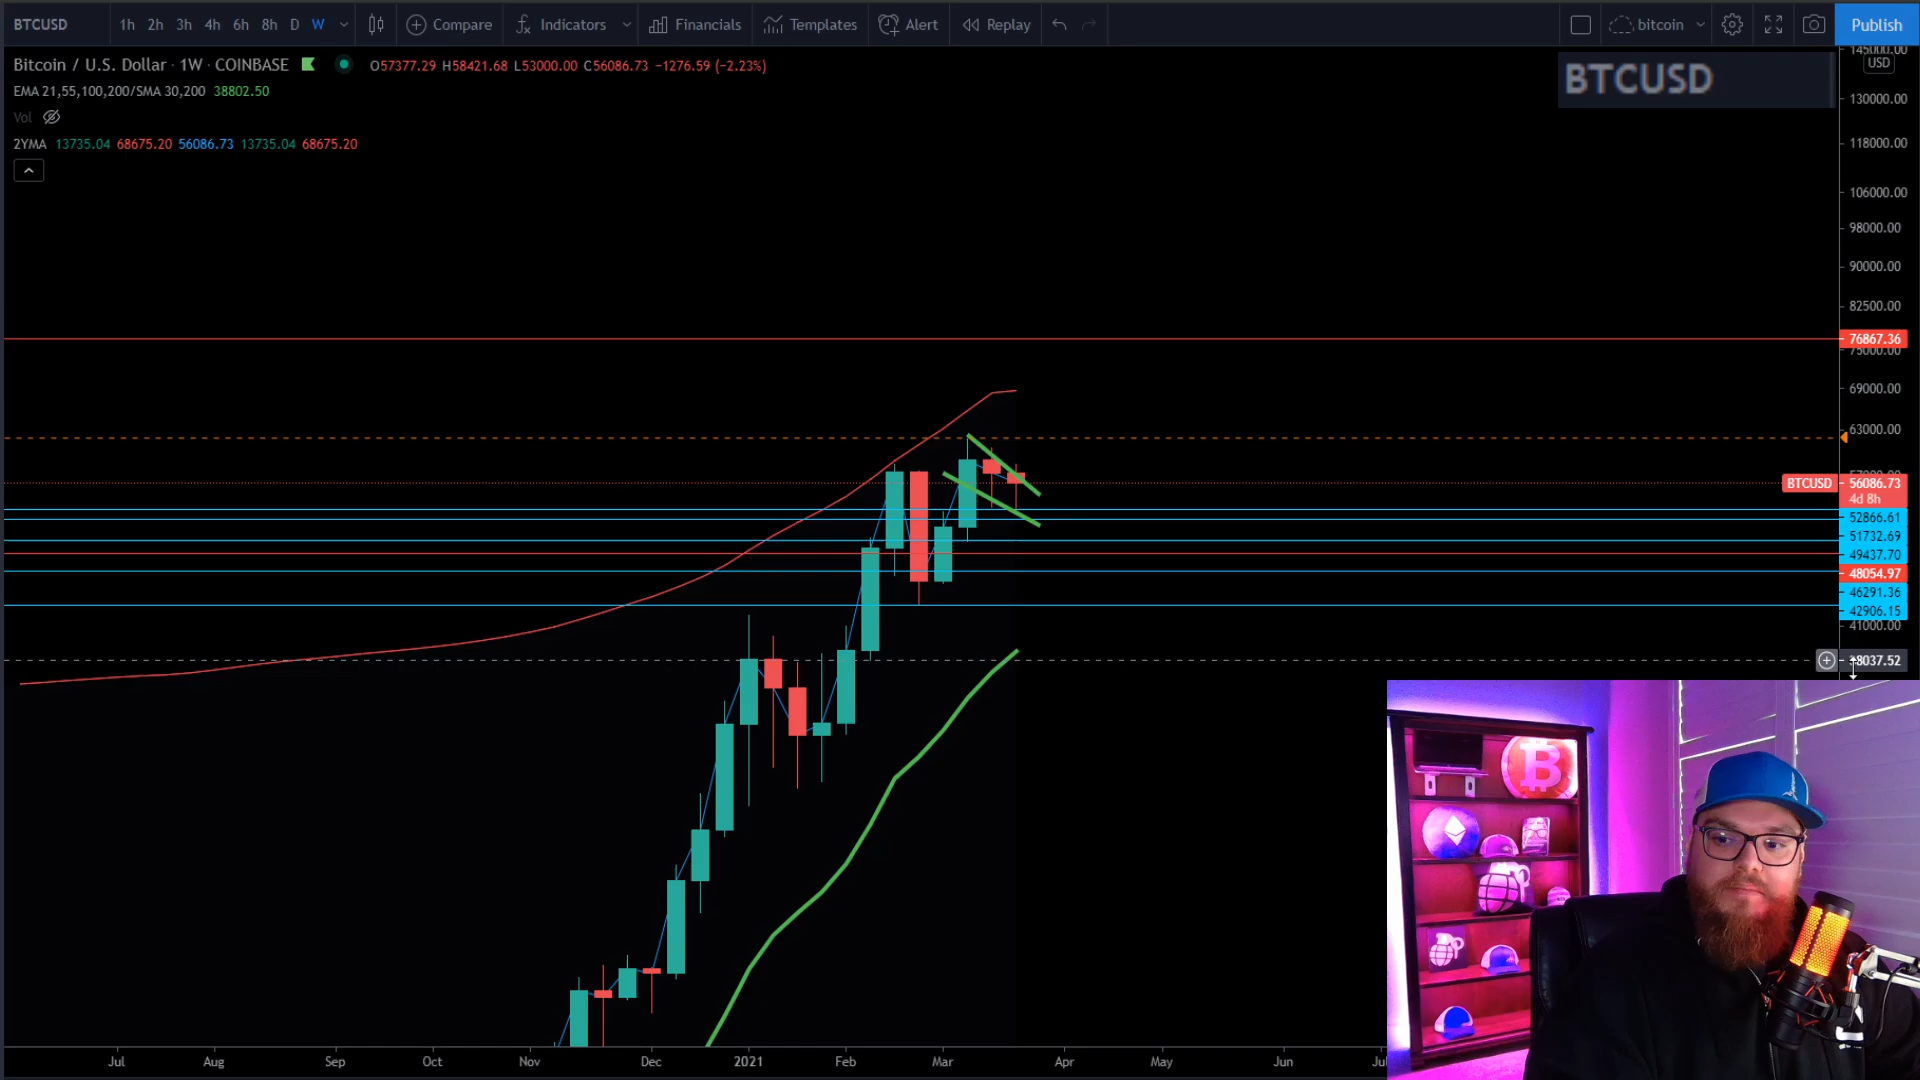 BTCUSD 1h 2h 3h 4h 6h 8h D W Compare Indicators Financials Templates Alert Replay bitcoin Publish
Bitcoin / U.S. Dollar · 1W · COINBASE O57377.29 H58421.68 L53000.00 C56086.73 −1276.59 (−2.23%)
EMA 21,55,100,200/SMA 30,200 38802.50
Vol
2YMA 13735.04 68675.20 56086.73 13735.04 68675.20
BTCUSD
145000.00
USD
130000.00
118000.00
106000.00
98000.00
90000.00
82500.00
76867.36
75000.00
69000.00
63000.00
57000.00
BTCUSD 56086.73
4d 8h
52866.61
51732.69
49437.70
48054.97
46291.36
42906.15
41000.00
38037.52
Jul Aug Sep Oct Nov Dec 2021 Feb Mar Apr May Jun Jul